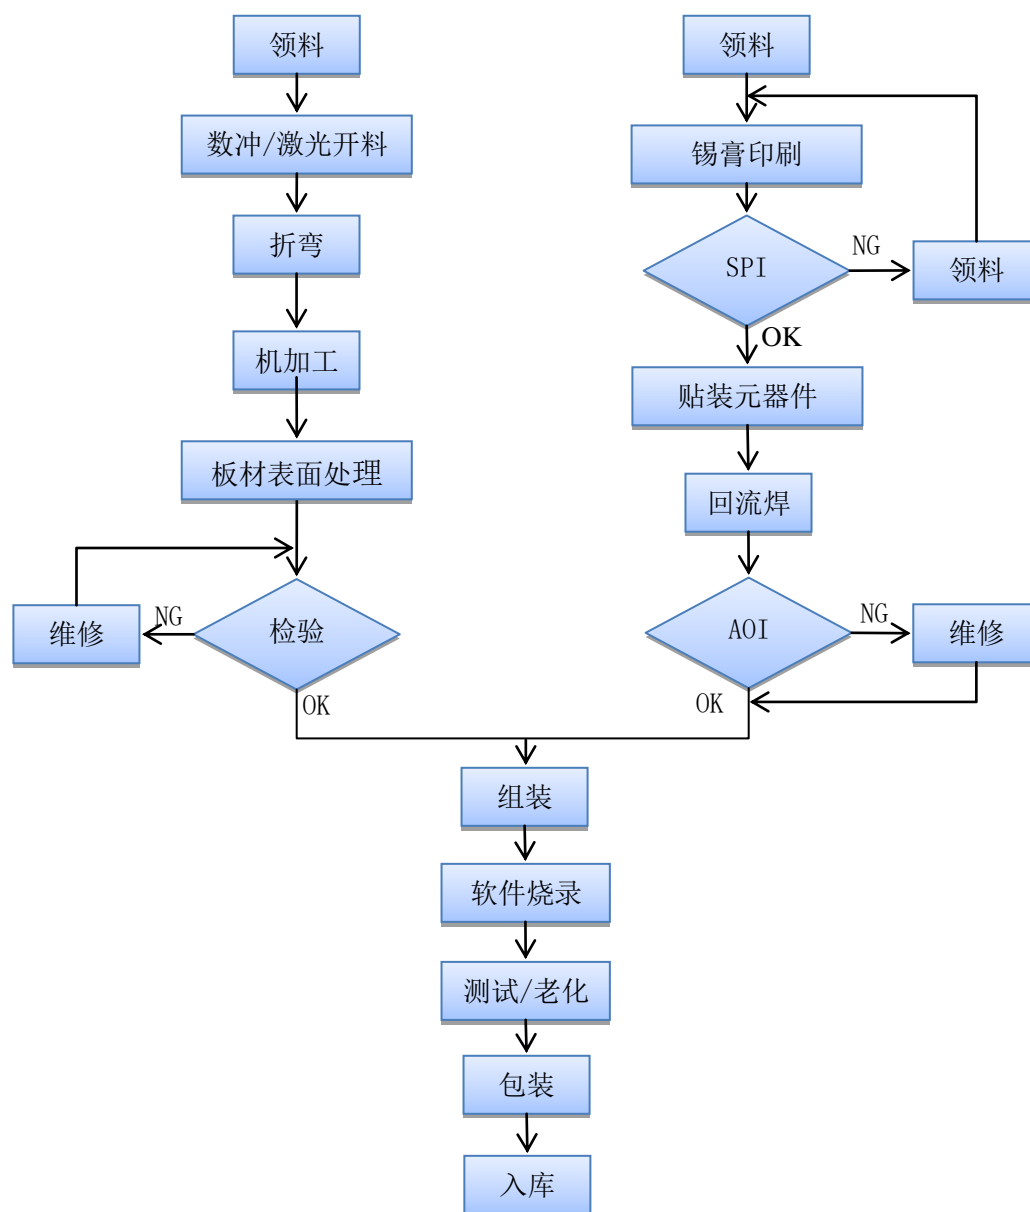 领料
数冲/激光开料
折弯
机加工
板材表面处理
检验
NG
维修
OK
领料
锡膏印刷
SPI
NG
领料
OK
贴装元器件
回流焊
AOI
NG
维修
OK
组装
软件烧录
测试/老化
包装
入库